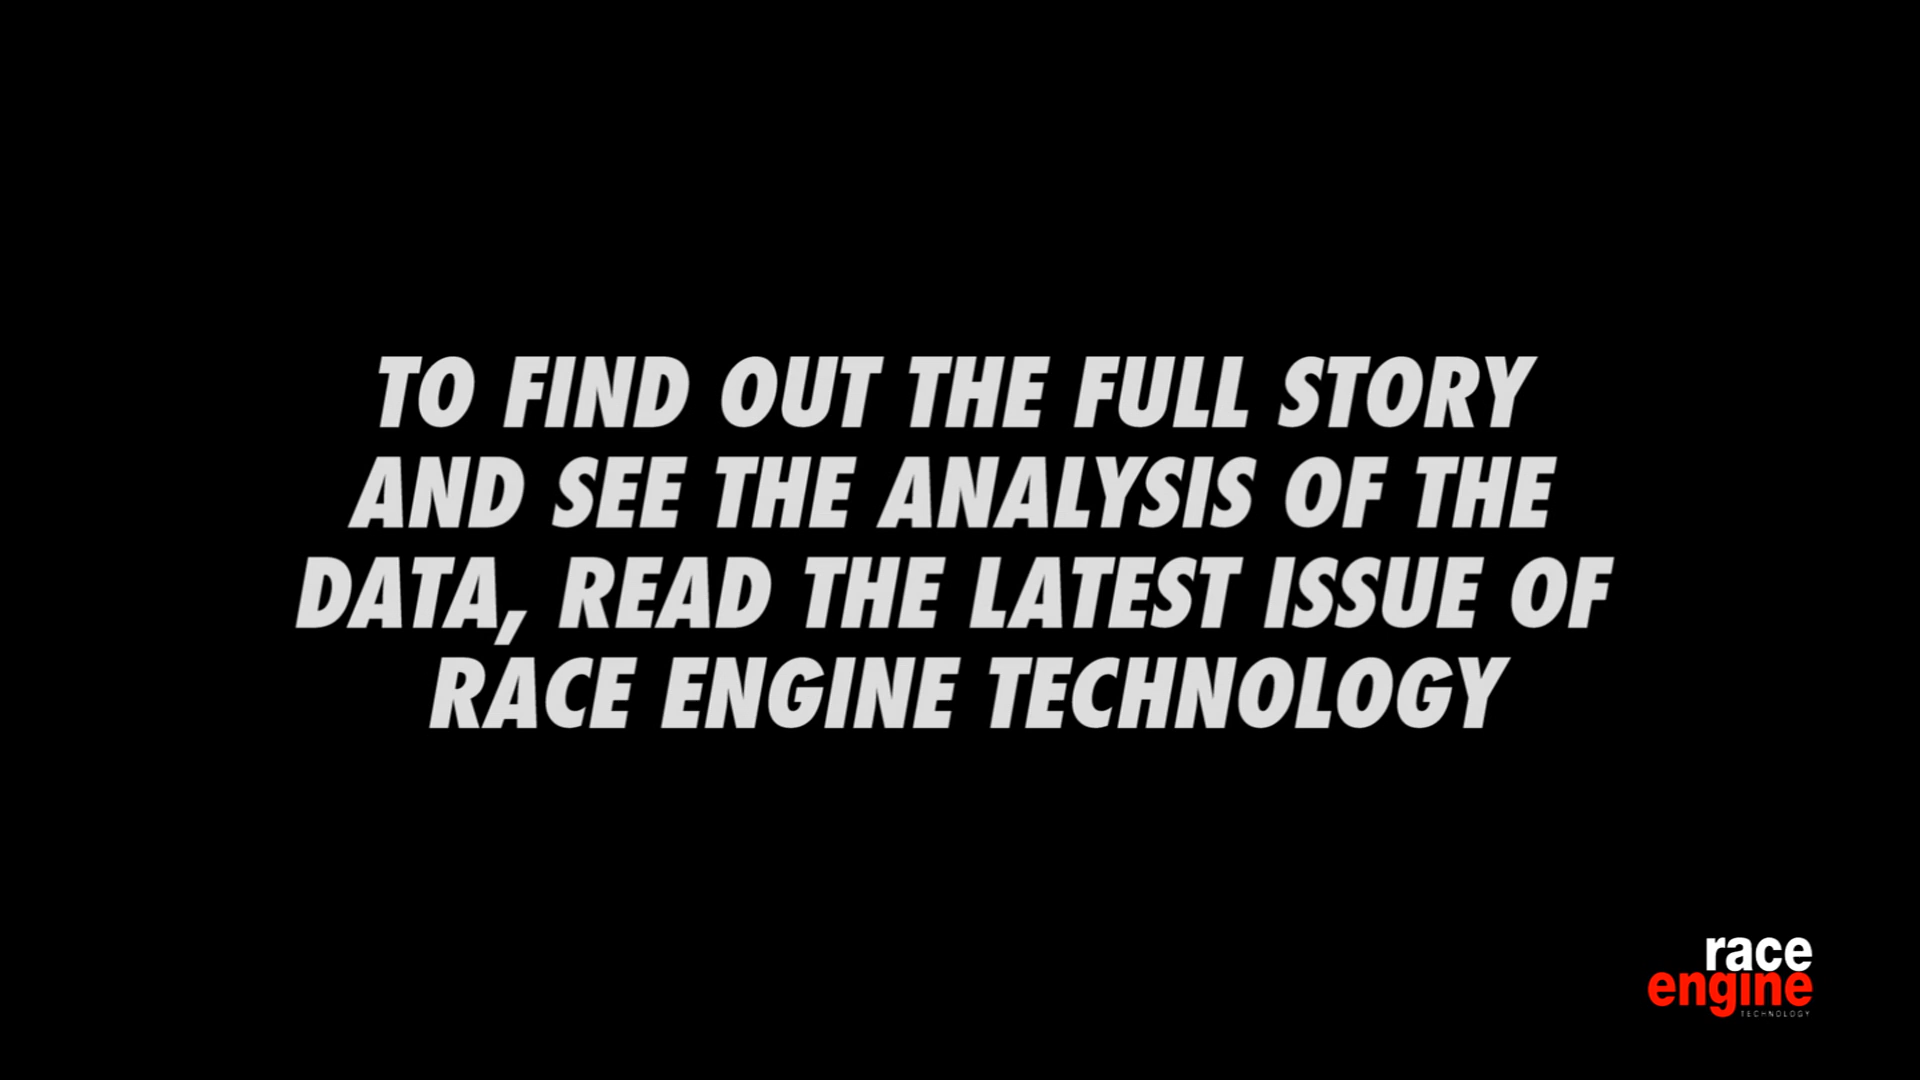 TO FIND OUT THE FULL STORY
AND SEE THE ANALYSIS OF THE
DATA, READ THE LATEST ISSUE OF
RACE ENGINE TECHNOLOGY
race
engine
TECHNOLOGY